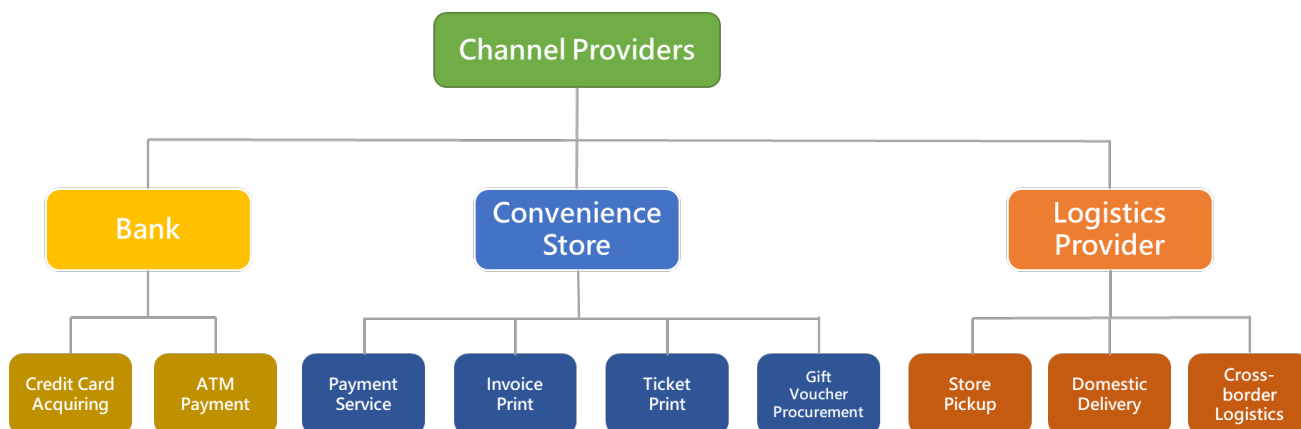 Channel Providers
Bank
Convenience
Store
Logistics
Provider
Credit Card
Acquiring
ATM
Payment
Payment
Service
Invoice
Print
Ticket
Print
Gift
Voucher
Procurement
Store
Pickup
Domestic
Delivery
Cross-
border
Logistics